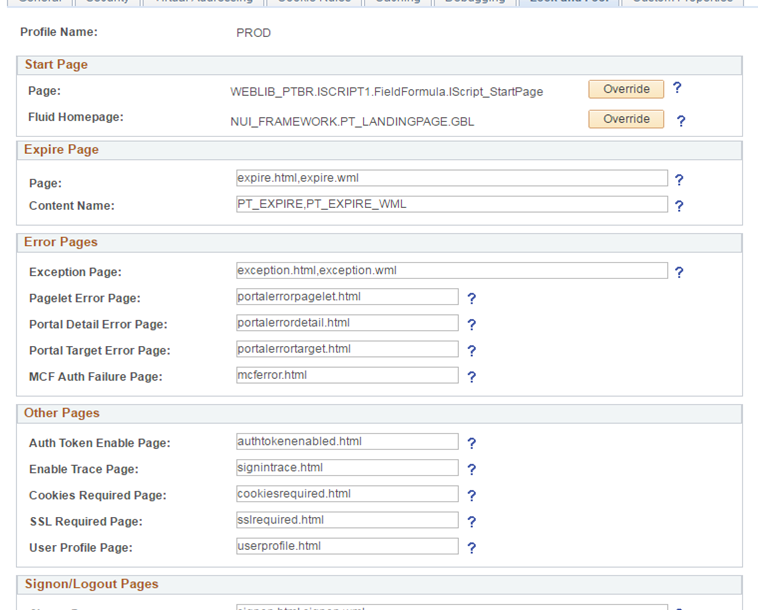 General Security Virtual Addressing Cookie Rules Caching Debugging Look and Feel Custom Properties
Profile Name: PROD
Start Page
Page: WEBLIB_PTBR.ISCRIPT1.FieldFormula.IScript_StartPage Override ?
Fluid Homepage: NUI_FRAMEWORK.PT_LANDINGPAGE.GBL Override ?
Expire Page
Page: expire.html,expire.wml ?
Content Name: PT_EXPIRE,PT_EXPIRE_WML ?
Error Pages
Exception Page: exception.html,exception.wml ?
Pagelet Error Page: portalerrorpagelet.html ?
Portal Detail Error Page: portalerrordetail.html ?
Portal Target Error Page: portalerrortarget.html ?
MCF Auth Failure Page: mcferror.html ?
Other Pages
Auth Token Enable Page: authtokenenabled.html ?
Enable Trace Page: signintrace.html ?
Cookies Required Page: cookiesrequired.html ?
SSL Required Page: sslrequired.html ?
User Profile Page: userprofile.html ?
Signon/Logout Pages
signon.html,signon.wml